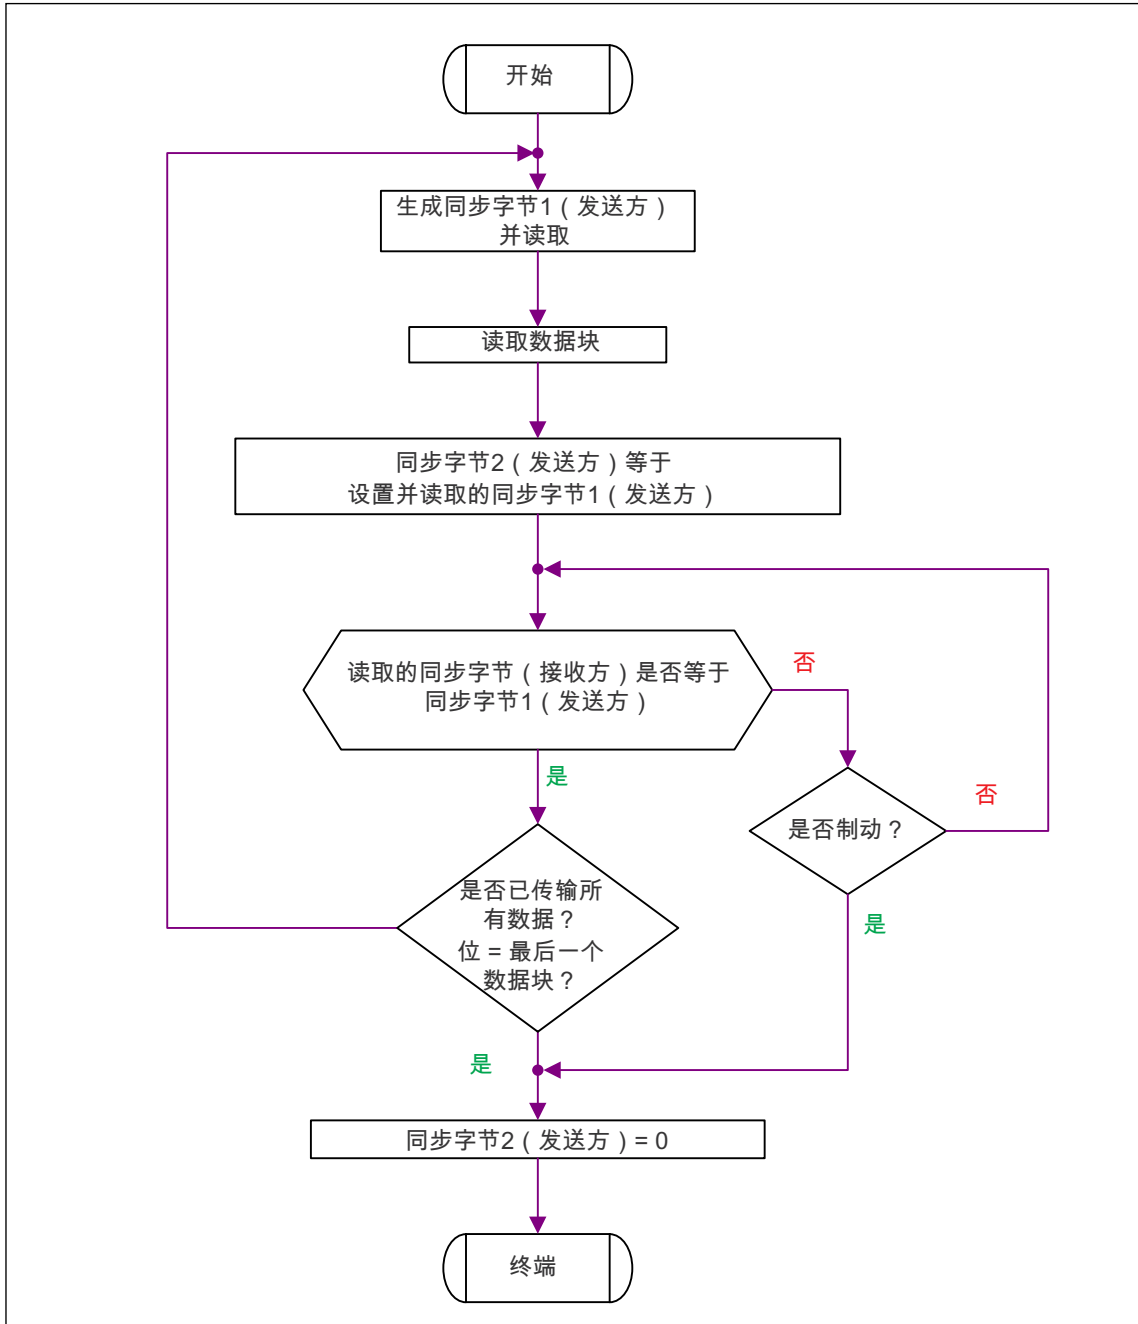 开始
生成同步字节1（发送方）
并读取
读取数据块
同步字节2（发送方）等于
设置并读取的同步字节1（发送方）
读取的同步字节（接收方）是否等于
同步字节1（发送方）
否
是
是否制动？
否
是否已传输所
有数据？
位 = 最后一个
数据块？
是
是
同步字节2（发送方）= 0
终端